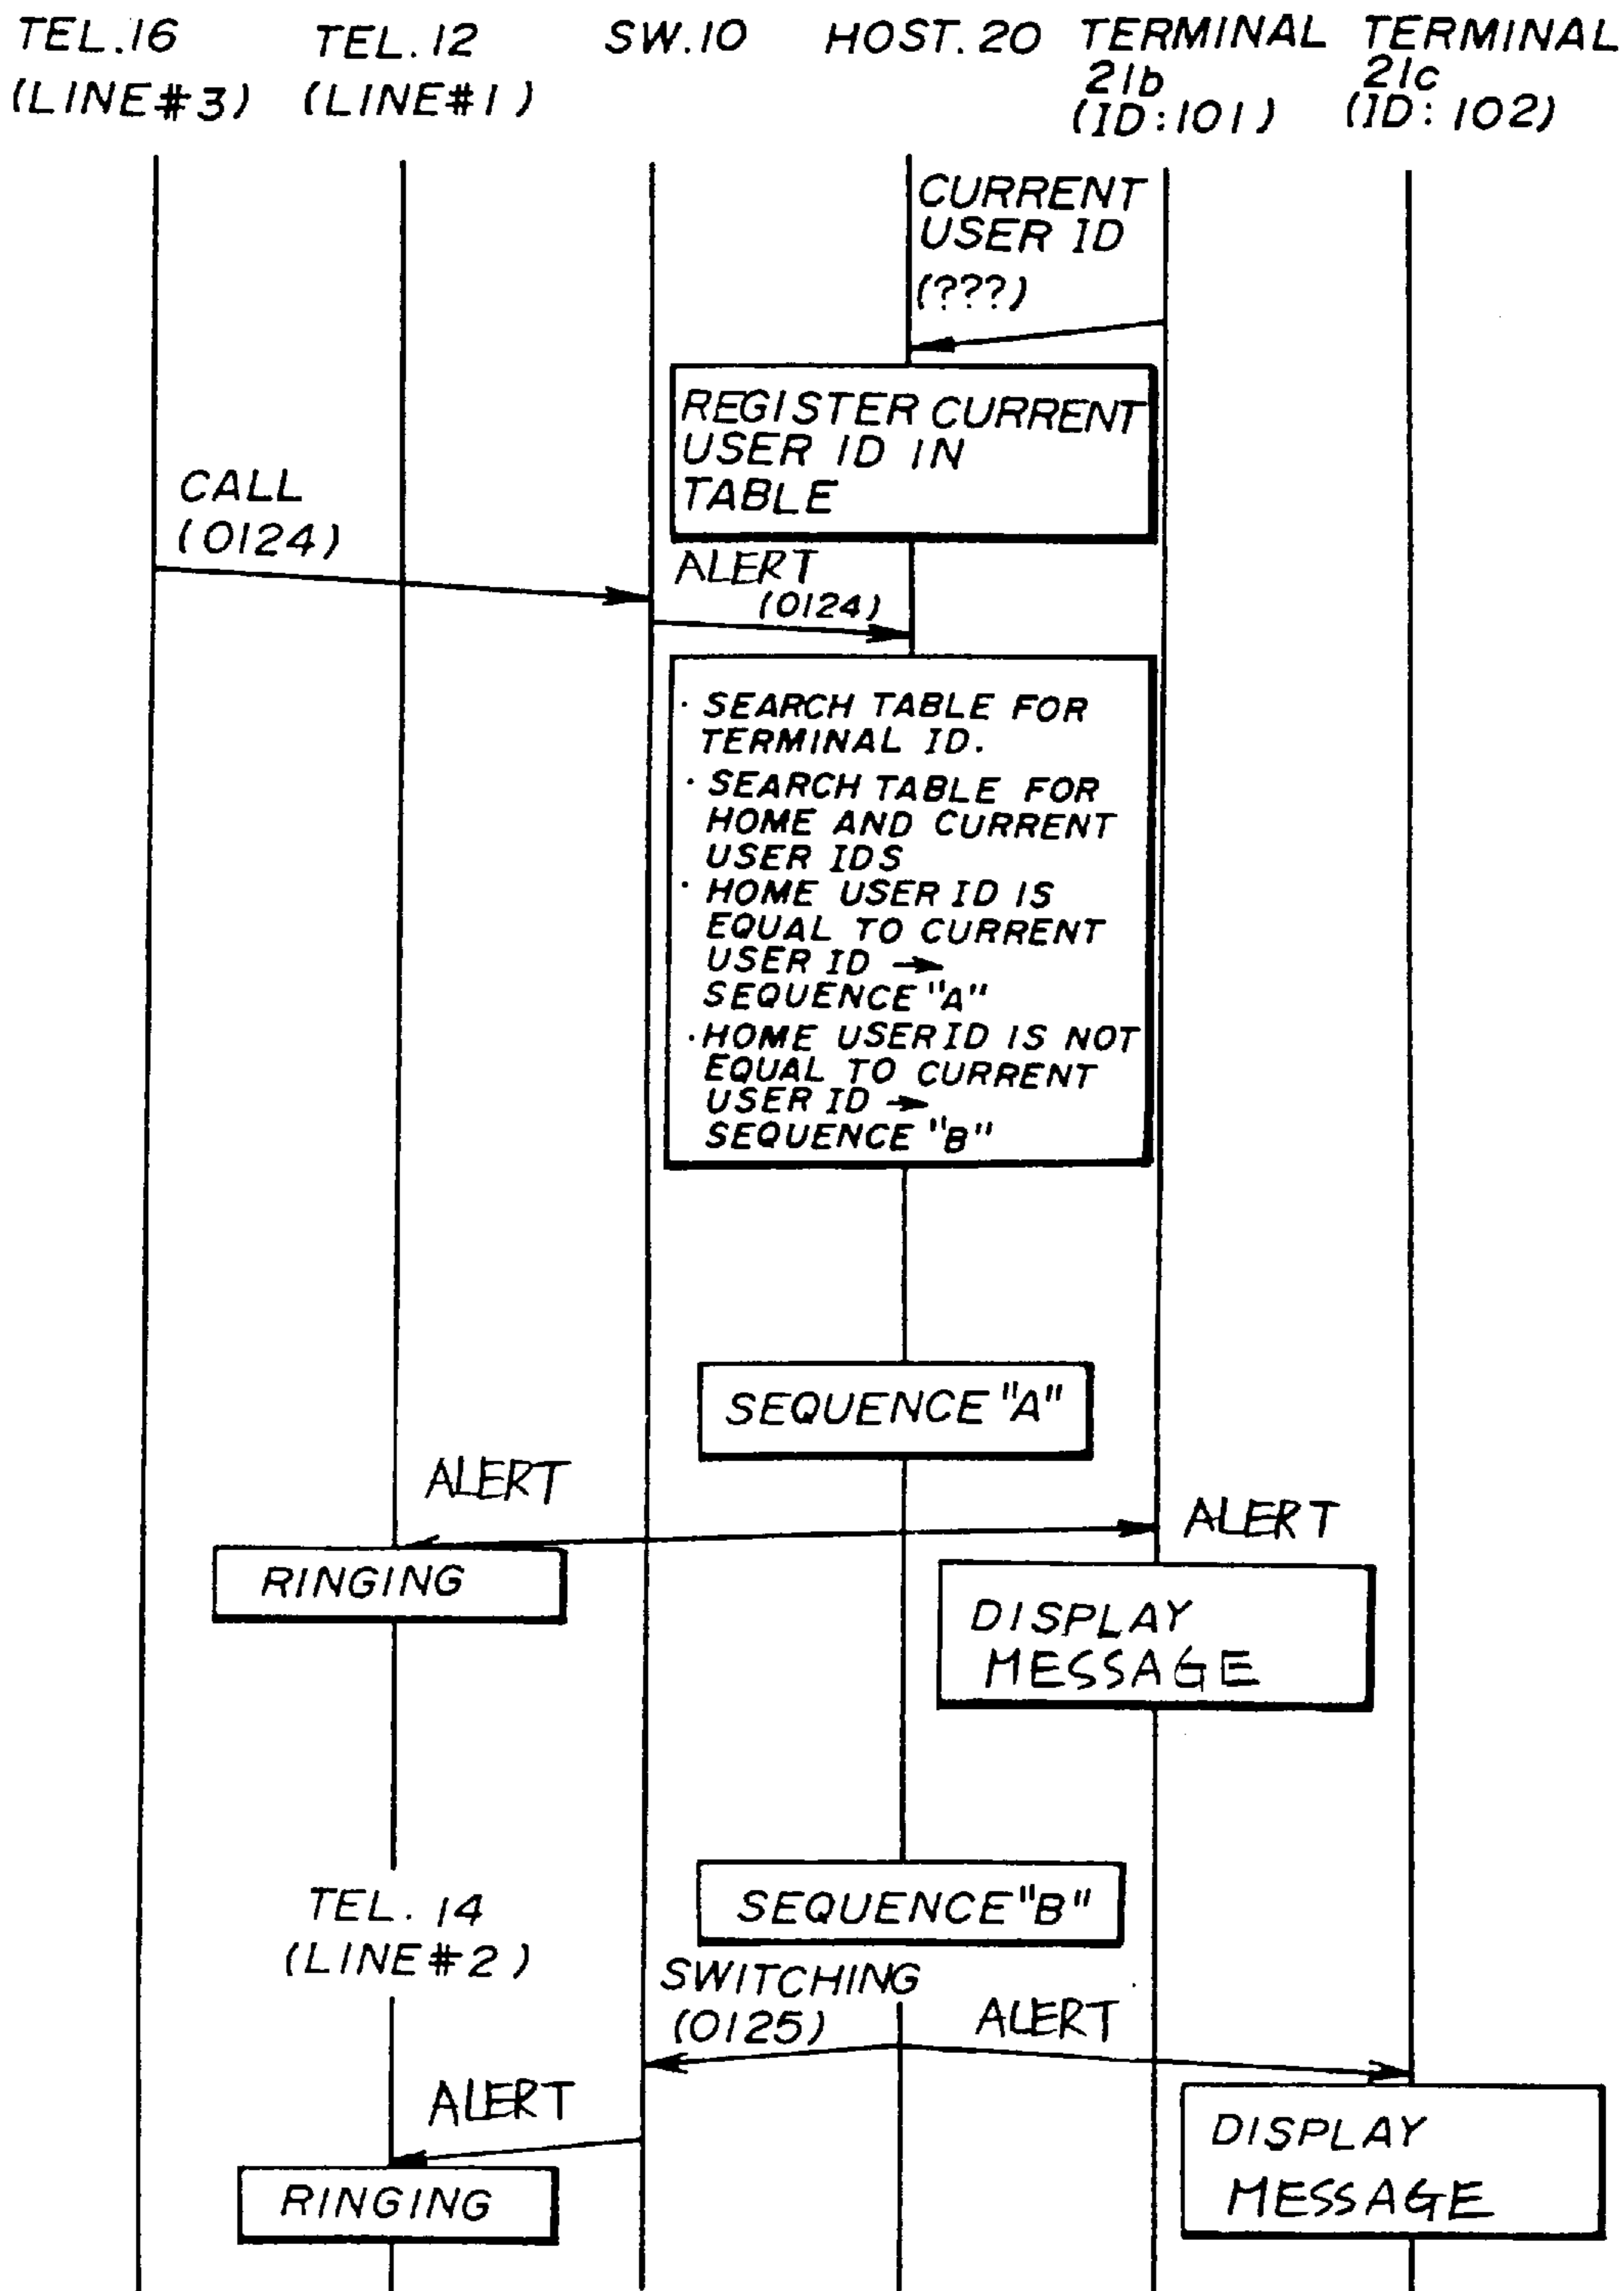 TEL.16
(LINE#3)
TEL.12
(LINE#1)
SW.10
HOST.20
TERMINAL
21b
(ID:101)
TERMINAL
21c
(ID:102)
CURRENT
USER ID
(???)
REGISTER CURRENT
USER ID IN
TABLE
CALL
(0124)
ALERT
(0124)
· SEARCH TABLE FOR
TERMINAL ID.
· SEARCH TABLE FOR
HOME AND CURRENT
USER IDS
· HOME USER ID IS
EQUAL TO CURRENT
USER ID →
SEQUENCE "A"
· HOME USER ID IS NOT
EQUAL TO CURRENT
USER ID →
SEQUENCE "B"
SEQUENCE "A"
ALERT
ALERT
RINGING
DISPLAY
MESSAGE
TEL. 14
(LINE#2)
SEQUENCE "B"
SWITCHING
(0125)
ALERT
ALERT
RINGING
DISPLAY
MESSAGE